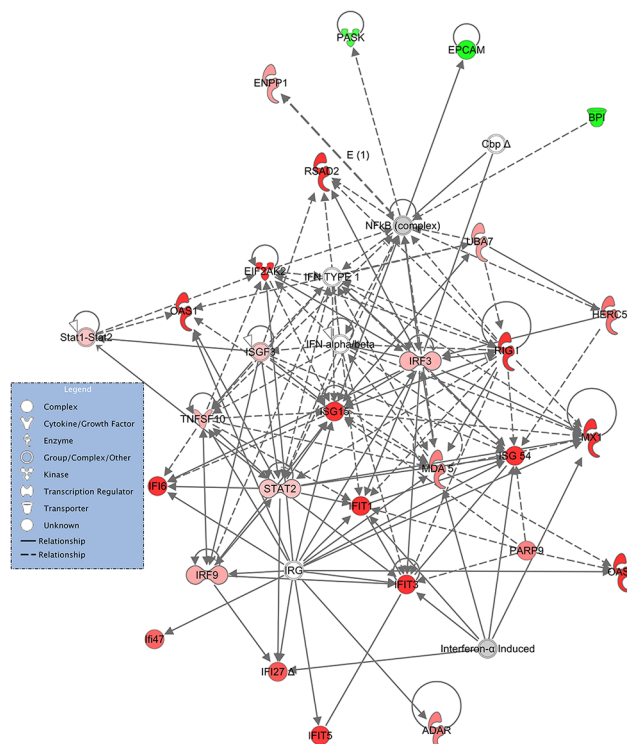 PASK
EPCAM
ENPP1
BPI
Cbp Δ
E (1)
RSAD2
NFkB (complex)
UBA7
EIF2AK2
IFN TYPE 1
OAS1
HERC5
Stat1-Stat2
ISGF3
IFN alpha/beta
IRF3
RIG1
TNFSF10
ISG15
MX1
MDA 5
ISG 54
IFI6
STAT2
IFIT1
PARP9
IRF9
IRG
IFIT3
OAS
Ifi47
Interferon-α Induced
IFI27 Δ
IFIT5
ADAR
Legend
Complex
Cytokine/Growth Factor
Enzyme
Group/Complex/Other
Kinase
Transcription Regulator
Transporter
Unknown
Relationship
Relationship